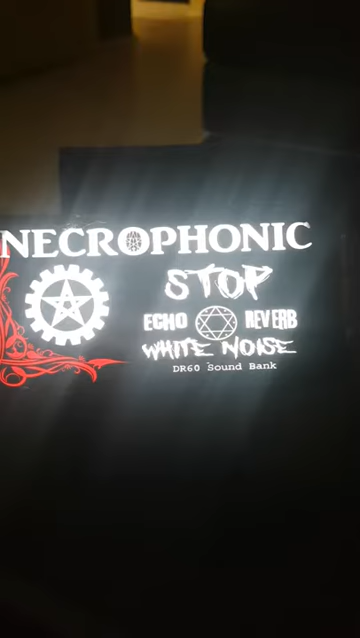 NECROPHONIC
STOP
ECHO REVERB
WHITE NOISE
DR60 Sound Bank